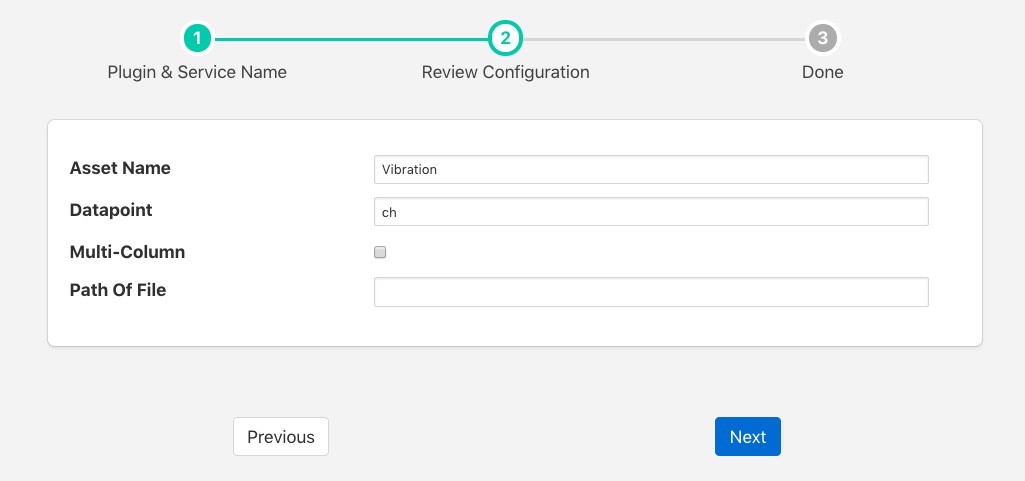 1 2 3
Plugin & Service Name Review Configuration Done
Asset Name Vibration
Datapoint ch
Multi-Column
Path Of File
Previous Next